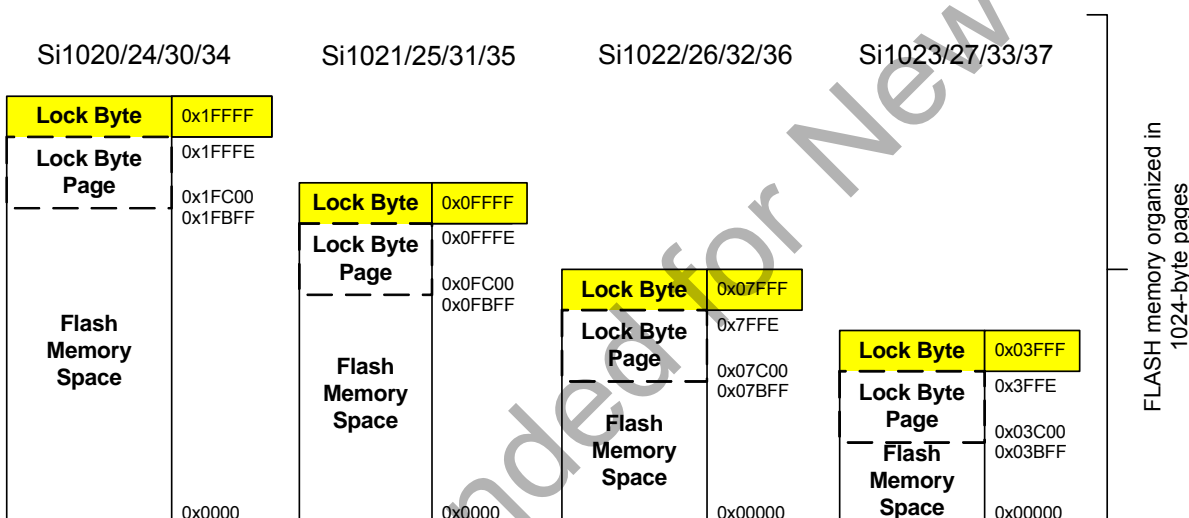 Si1020/24/30/34
Si1021/25/31/35
Si1022/26/32/36
Si1023/27/33/37
Lock Byte
0x1FFFF
Lock Byte
Page
0x1FFFE
0x1FC00
0x1FBFF
Flash
Memory
Space
0x0000
Lock Byte
0x0FFFF
Lock Byte
Page
0x0FFFE
0x0FC00
0x0FBFF
Flash
Memory
Space
0x0000
Lock Byte
0x07FFF
Lock Byte
Page
0x7FFE
0x07C00
0x07BFF
Flash
Memory
Space
0x00000
Lock Byte
0x03FFF
Lock Byte
Page
0x3FFE
0x03C00
0x03BFF
Flash
Memory
Space
0x00000
FLASH memory organized in
1024-byte pages
nded for New